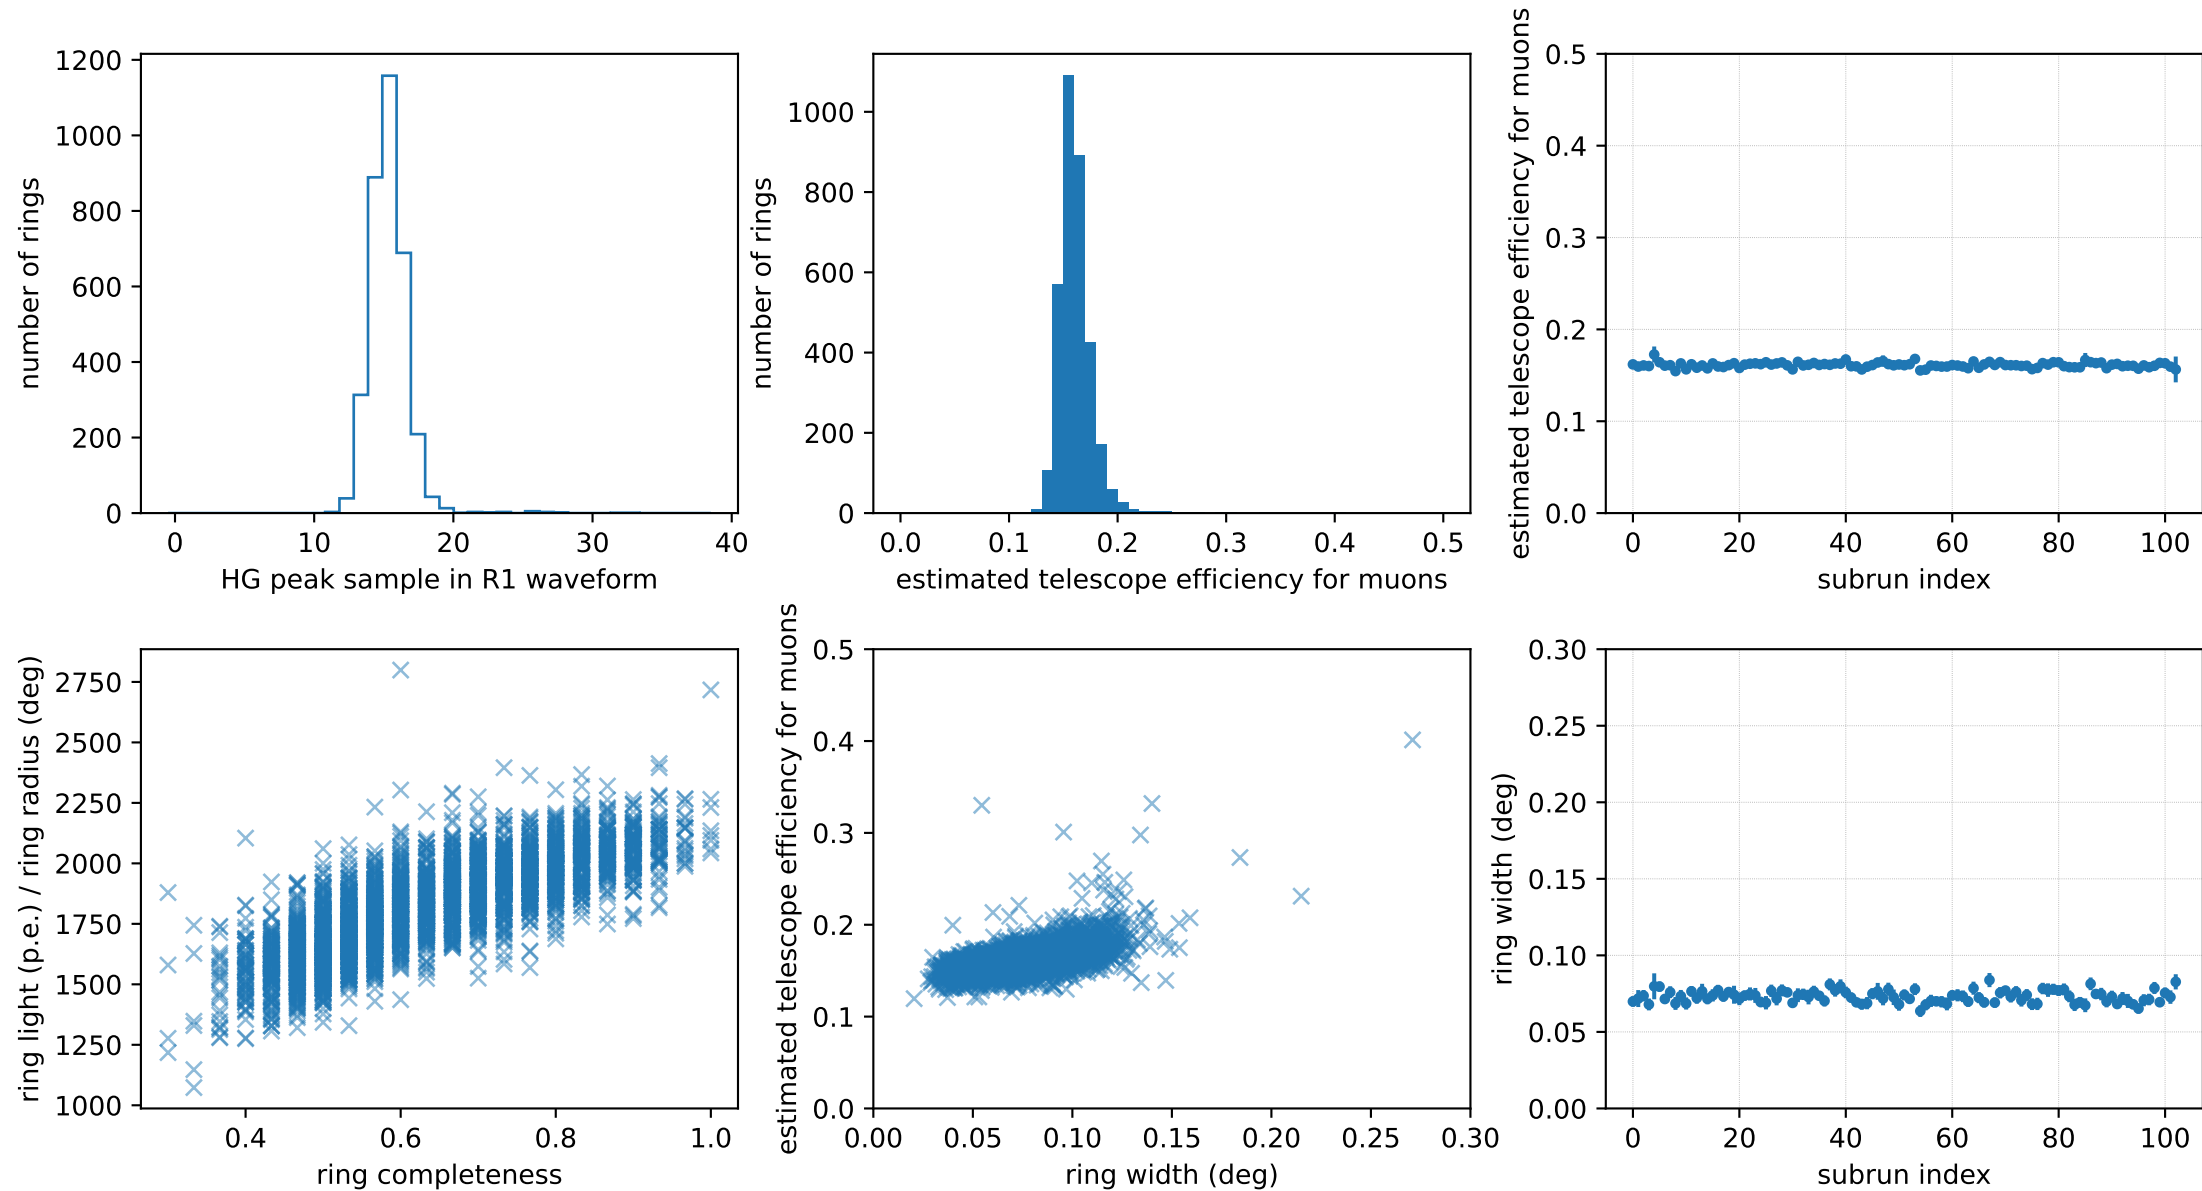 number of rings
1200
1000
800
600
400
200
0
0 10 20 30 40
HG peak sample in R1 waveform
number of rings
1000
800
600
400
200
0
0.0 0.1 0.2 0.3 0.4 0.5
estimated telescope efficiency for muons
estimated telescope efficiency for muons
0.5
0.4
0.3
0.2
0.1
0.0
0 20 40 60 80 100
subrun index
ring light (p.e.) / ring radius (deg)
2750
2500
2250
2000
1750
1500
1250
1000
0.4 0.6 0.8 1.0
ring completeness
estimated telescope efficiency for muons
0.5
0.4
0.3
0.2
0.1
0.0
0.00 0.05 0.10 0.15 0.20 0.25 0.30
ring width (deg)
ring width (deg)
0.30
0.25
0.20
0.15
0.10
0.05
0.00
0 20 40 60 80 100
subrun index